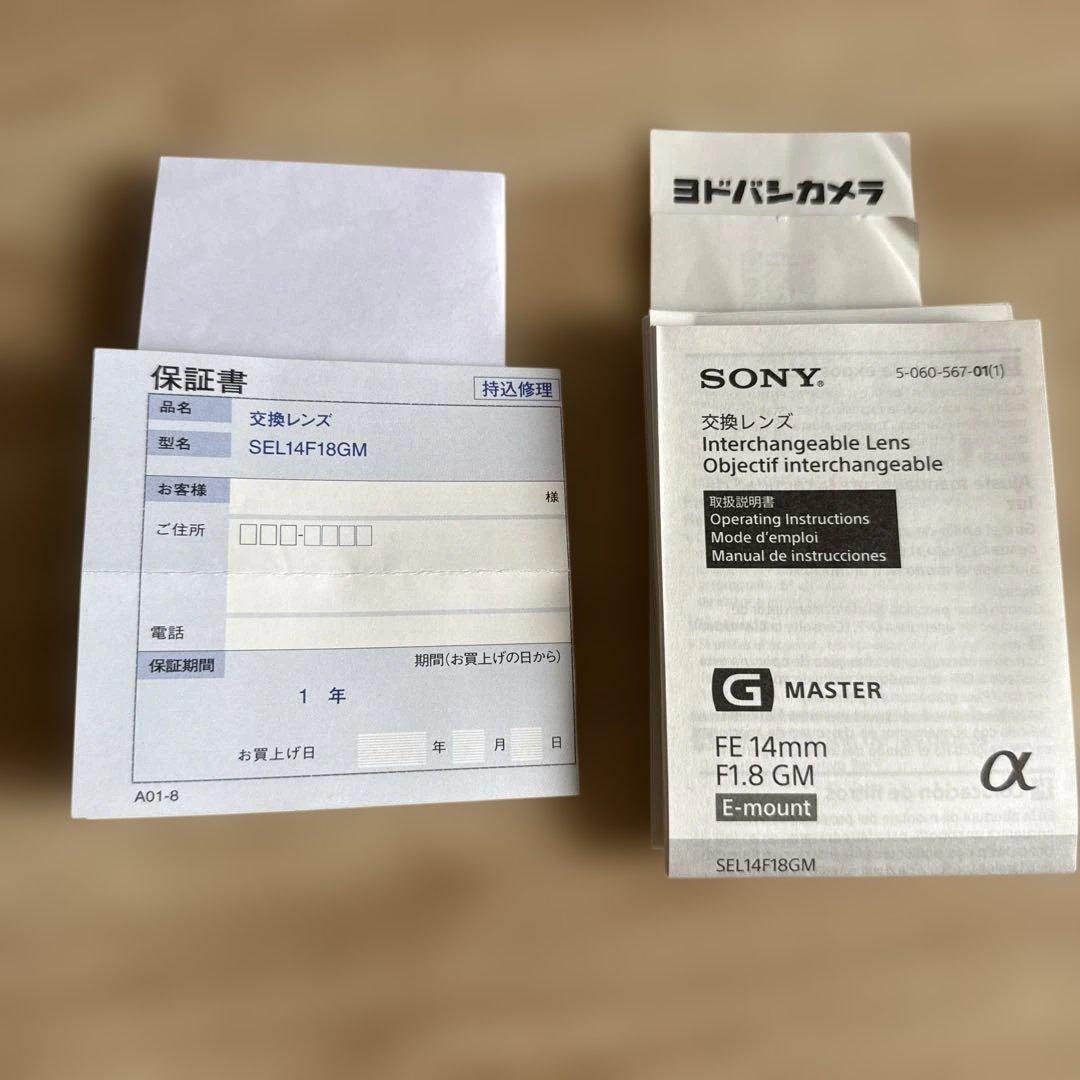 保証書
持込修理
品名
交換レンズ
型名
SEL14F18GM
お客様
様
ご住所
電話
保証期間
期間(お買上げの日から)
1 年
お買上げ日 年 月 日
A01-8
ヨドバシカメラ
SONY®
5-060-567-01(1)
交換レンズ
Interchangeable Lens
Objectif interchangeable
取扱説明書
Operating Instructions
Mode d'emploi
Manual de instrucciones
G MASTER
FE 14mm
F1.8 GM
α
E-mount
SEL14F18GM